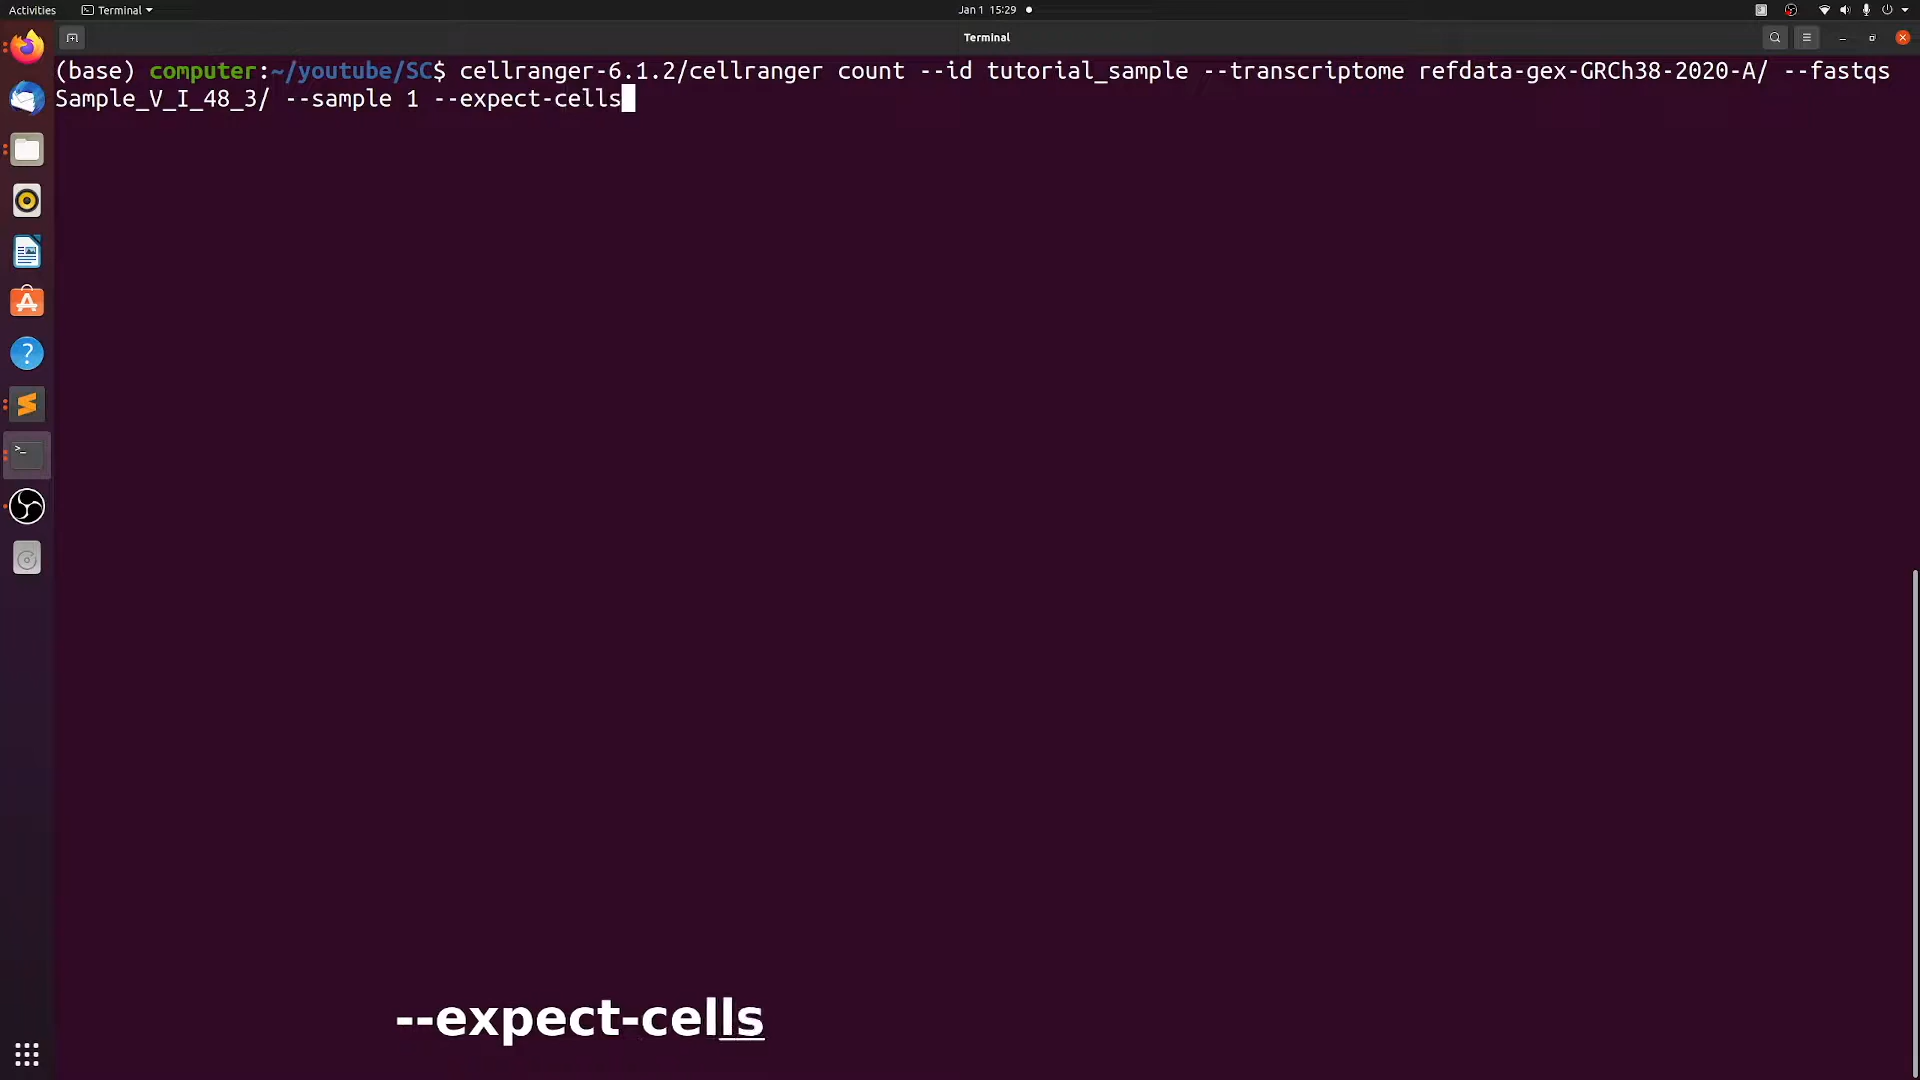 Activities
Terminal
Jan 1 15:29
Terminal
(base) computer:~/youtube/SC$ cellranger-6.1.2/cellranger count --id tutorial_sample --transcriptome refdata-gex-GRCh38-2020-A/ --fastqs
Sample_V_I_48_3/ --sample 1 --expect-cells
--expect-cells